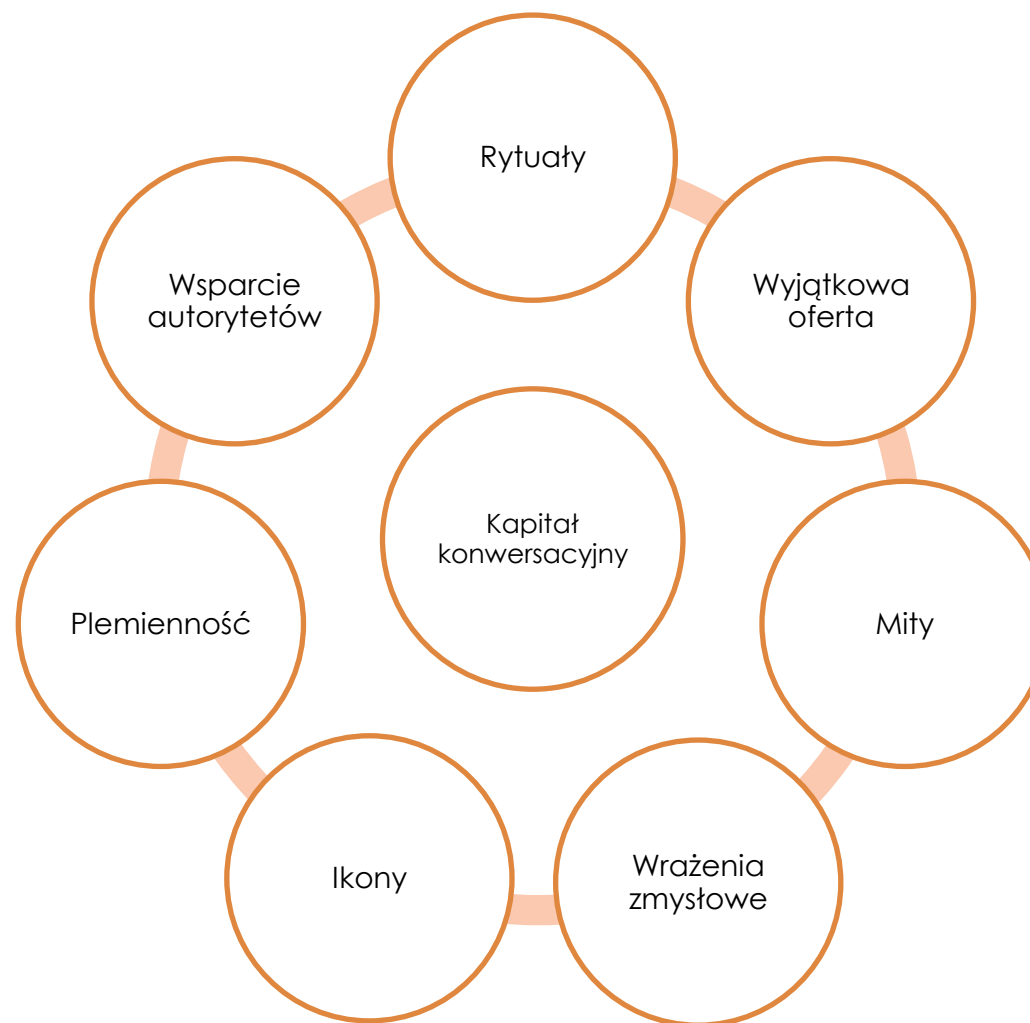 Rytuały
Wyjątkowa
oferta
Mity
Wrażenia
zmysłowe
Ikony
Plemienność
Wsparcie
autorytetów
Kapitał
konwersacyjny